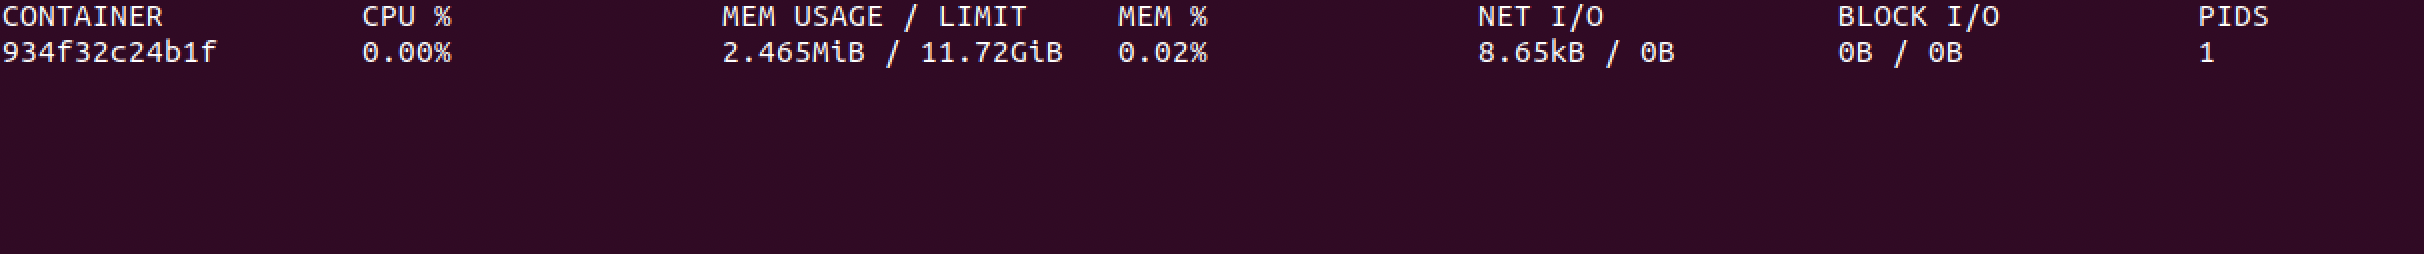 CONTAINER CPU % MEM USAGE / LIMIT MEM % NET I/O BLOCK I/O PIDS
934f32c24b1f 0.00% 2.465MiB / 11.72GiB 0.02% 8.65kB / 0B 0B / 0B 1